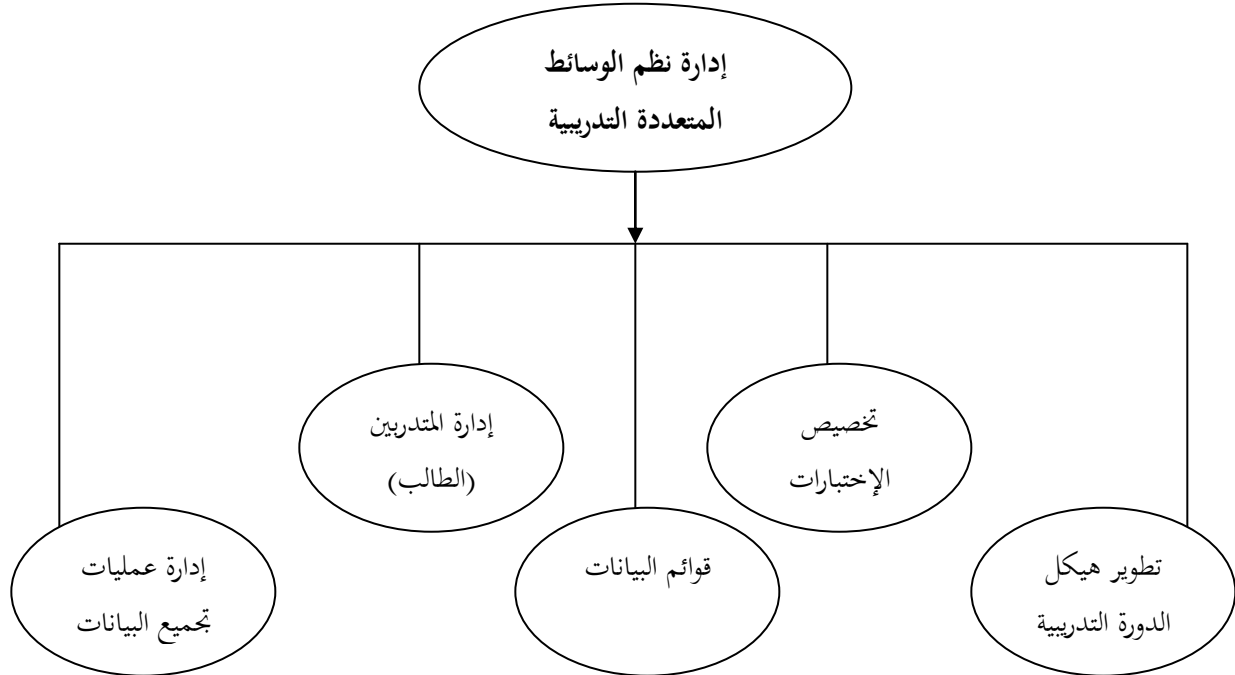 إدارة نظم الوسائط
المتعددة التدريبية
تخصيص
الإختبارات
إدارة المتدربين
(الطالب)
تطوير هيكل
الدورة التدريبية
قوائم البيانات
إدارة عمليات
تجميع البيانات